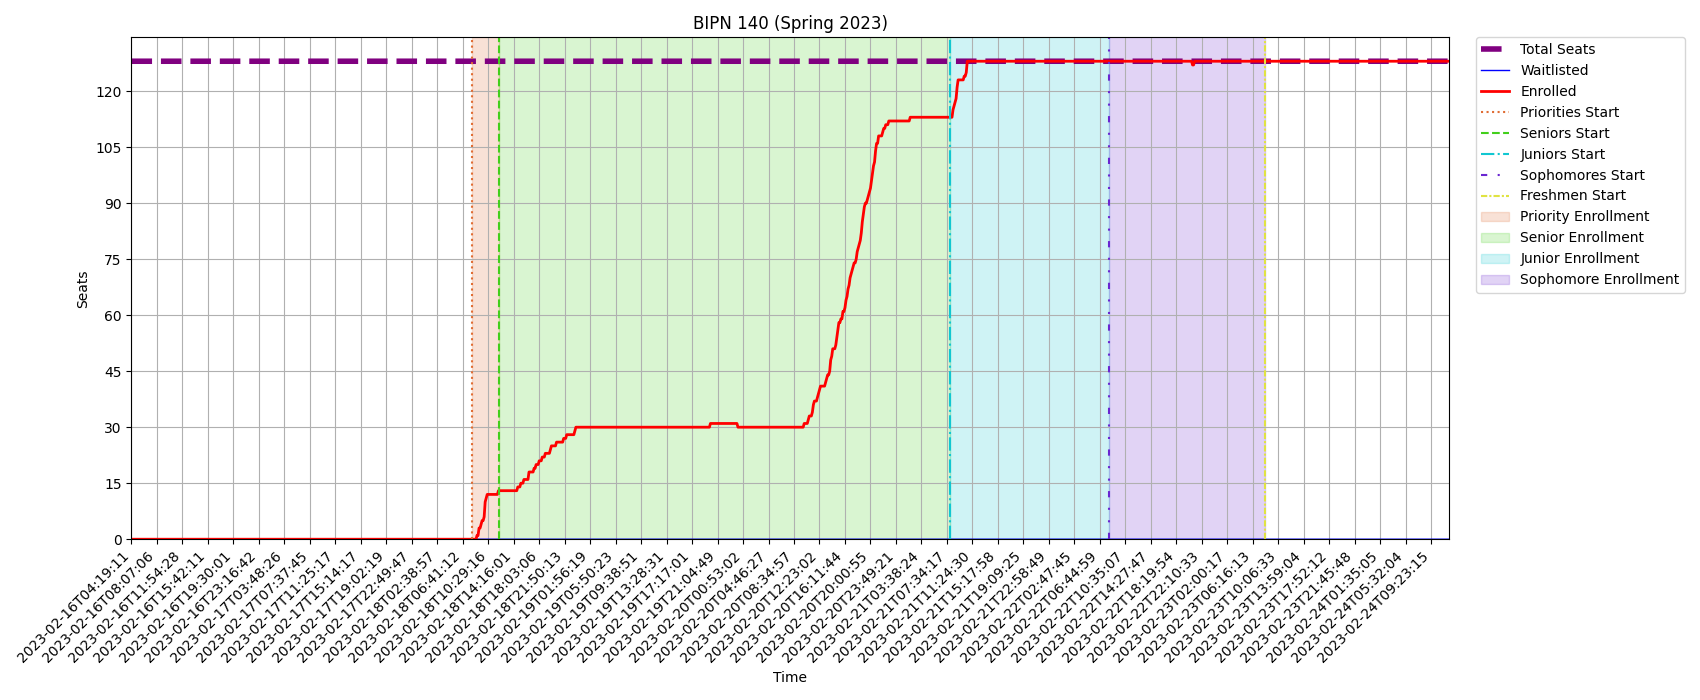 BIPN 140 (Spring 2023)
Total Seats
Waitlisted
Enrolled
Priorities Start
Seniors Start
Juniors Start
Sophomores Start
Freshmen Start
Priority Enrollment
Senior Enrollment
Junior Enrollment
Sophomore Enrollment
Seats
120
105
90
75
60
45
30
15
0
2023-02-16T04:19:11
2023-02-16T08:07:06
2023-02-16T11:54:28
2023-02-16T15:42:11
2023-02-16T19:30:01
2023-02-16T23:16:42
2023-02-17T03:48:26
2023-02-17T07:37:45
2023-02-17T11:25:17
2023-02-17T15:14:17
2023-02-17T19:02:19
2023-02-17T22:49:47
2023-02-18T02:38:57
2023-02-18T06:41:12
2023-02-18T10:29:16
2023-02-18T14:16:01
2023-02-18T18:03:06
2023-02-18T21:50:13
2023-02-19T01:56:19
2023-02-19T05:50:23
2023-02-19T09:38:51
2023-02-19T13:28:31
2023-02-19T17:17:01
2023-02-19T21:04:49
2023-02-20T00:53:02
2023-02-20T04:46:27
2023-02-20T08:34:57
2023-02-20T12:23:02
2023-02-20T16:11:44
2023-02-20T20:00:55
2023-02-20T23:49:21
2023-02-21T03:38:24
2023-02-21T07:34:17
2023-02-21T11:24:30
2023-02-21T15:17:58
2023-02-21T19:09:25
2023-02-21T22:58:49
2023-02-22T02:47:45
2023-02-22T06:44:59
2023-02-22T10:35:07
2023-02-22T14:27:47
2023-02-22T18:19:54
2023-02-22T22:10:33
2023-02-23T02:00:17
2023-02-23T06:16:13
2023-02-23T10:06:33
2023-02-23T13:59:04
2023-02-23T17:52:12
2023-02-23T21:45:48
2023-02-24T01:35:05
2023-02-24T05:32:04
2023-02-24T09:23:15
Time